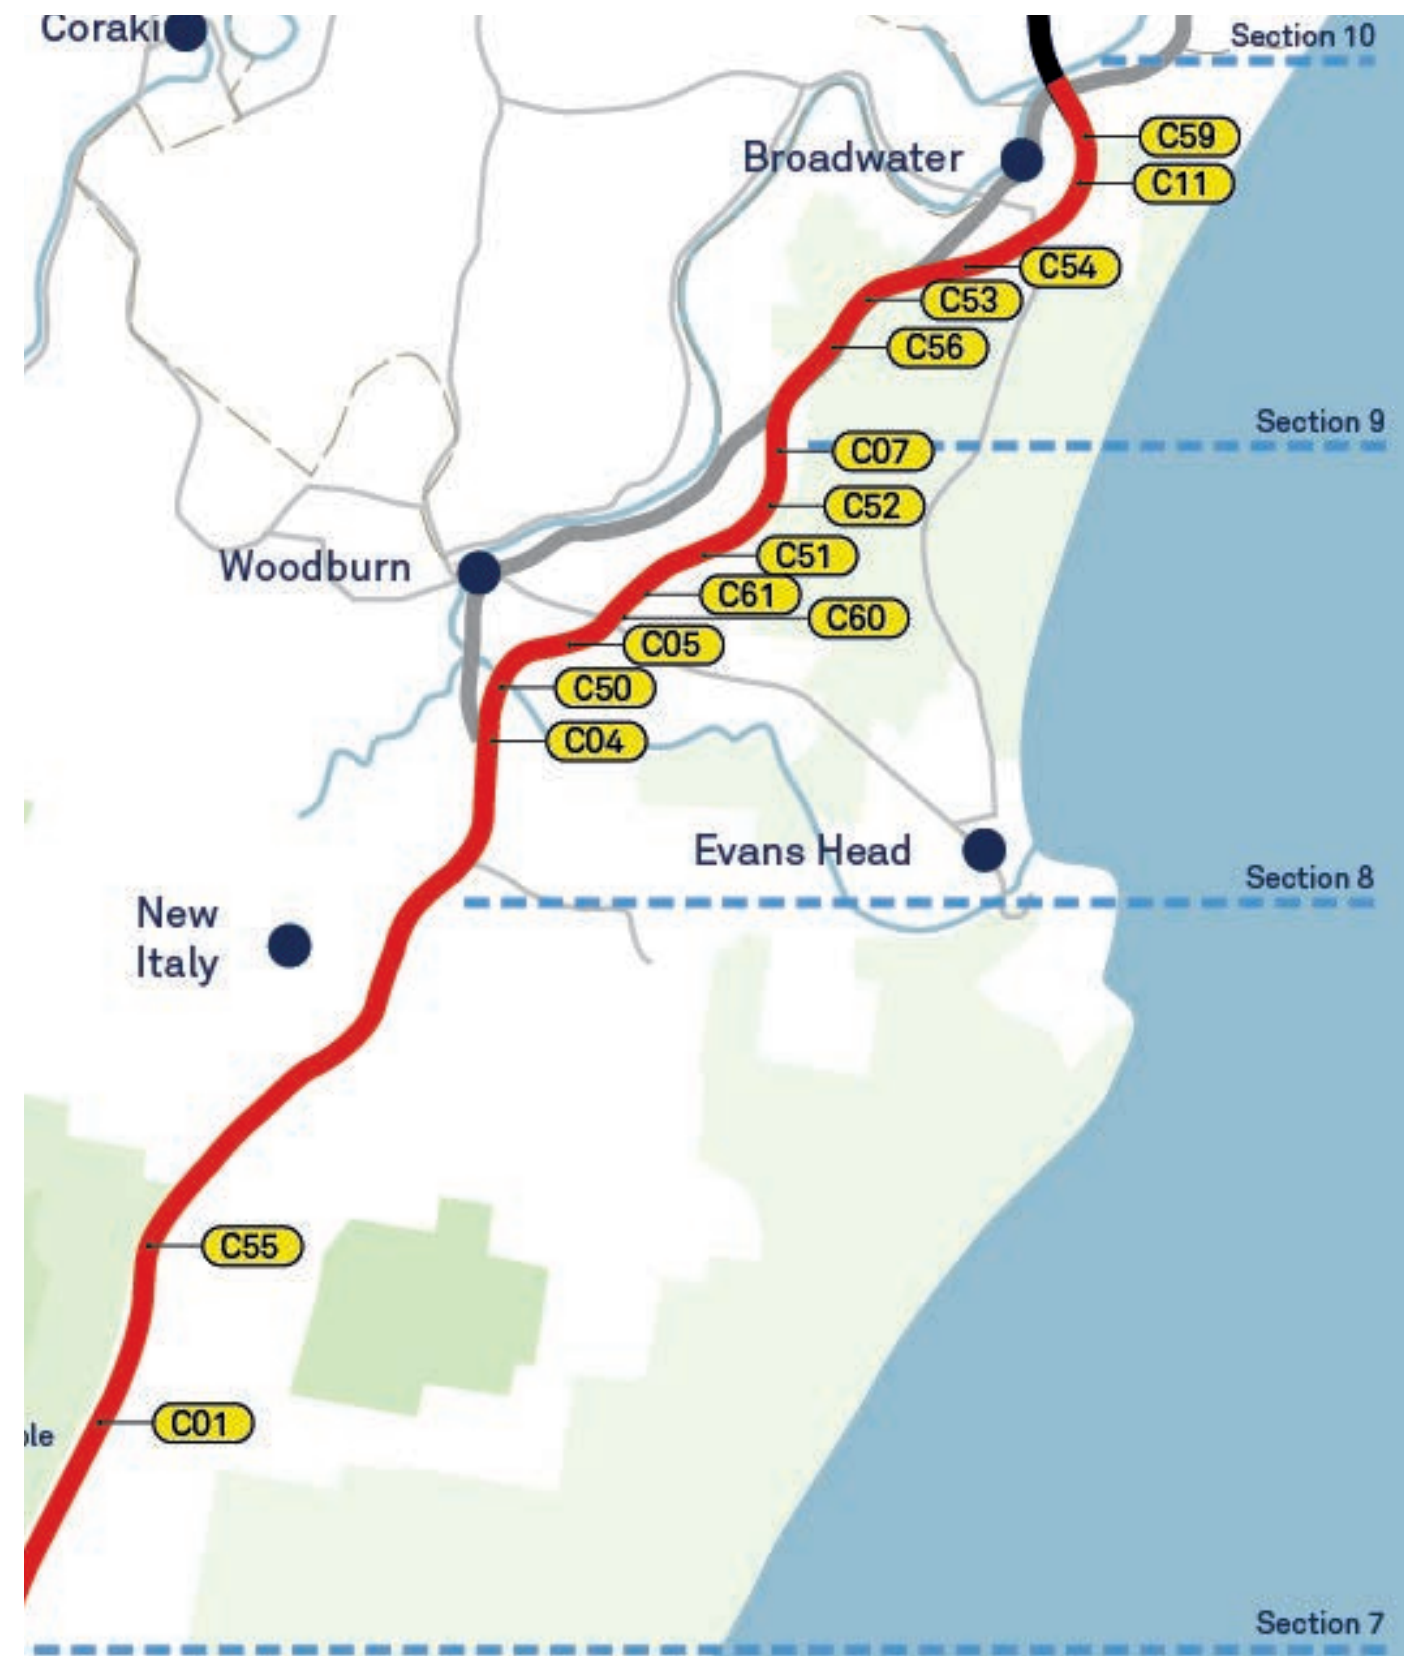 Coraki
Section 10
C59
Broadwater
C11
C54
C53
C56
Section 9
C07
C52
C51
Woodburn
C61
C60
C05
C50
C04
Evans Head
Section 8
New
Italy
C55
C01
ole
Section 7